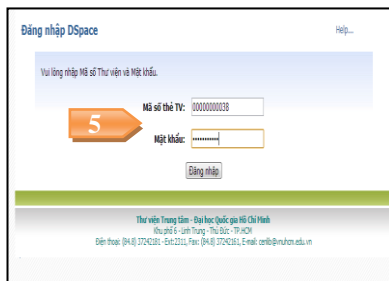 Đăng nhập DSpace
Help...
Vui lòng nhập Mã số Thư viện và Mật khẩu.
Mã số thẻ TV: 00000000038
5
Mật khẩu: •••••••••••
Đăng nhập
Thư viện Trung tâm - Đại học Quốc gia Hồ Chí Minh
Khu phố 6 - Linh Trung - Thủ Đức - TP.HCM
Điện thoại: (84.8) 37242181 - Ext:2311, Fax: (84.8) 37242161, E-mail: cenlib@vnuhcm.edu.vn